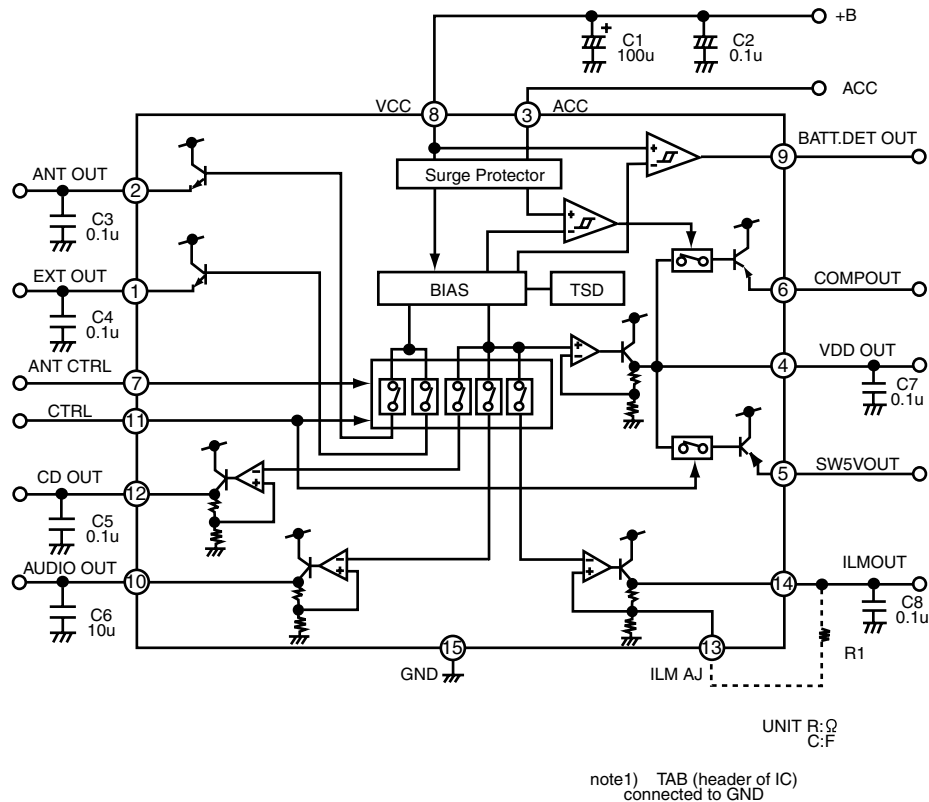 +B
+
C1
100u
C2
0.1u
ACC
VCC
8
3
ACC
BATT.DET OUT
+
−
9
ANT OUT
2
Surge Protector
C3
0.1u
+
−
EXT OUT
1
BIAS
TSD
6
COMPOUT
C4
0.1u
ANT CTRL
7
+
−
4
VDD OUT
C7
0.1u
CTRL
11
CD OUT
12
−
+
5
SW5VOUT
C5
0.1u
AUDIO OUT
10
−
+
−
+
14
ILMOUT
C6
10u
C8
0.1u
R1
15
GND
13
ILM AJ
UNIT R:Ω
C:F
note1) TAB (header of IC)
connected to GND